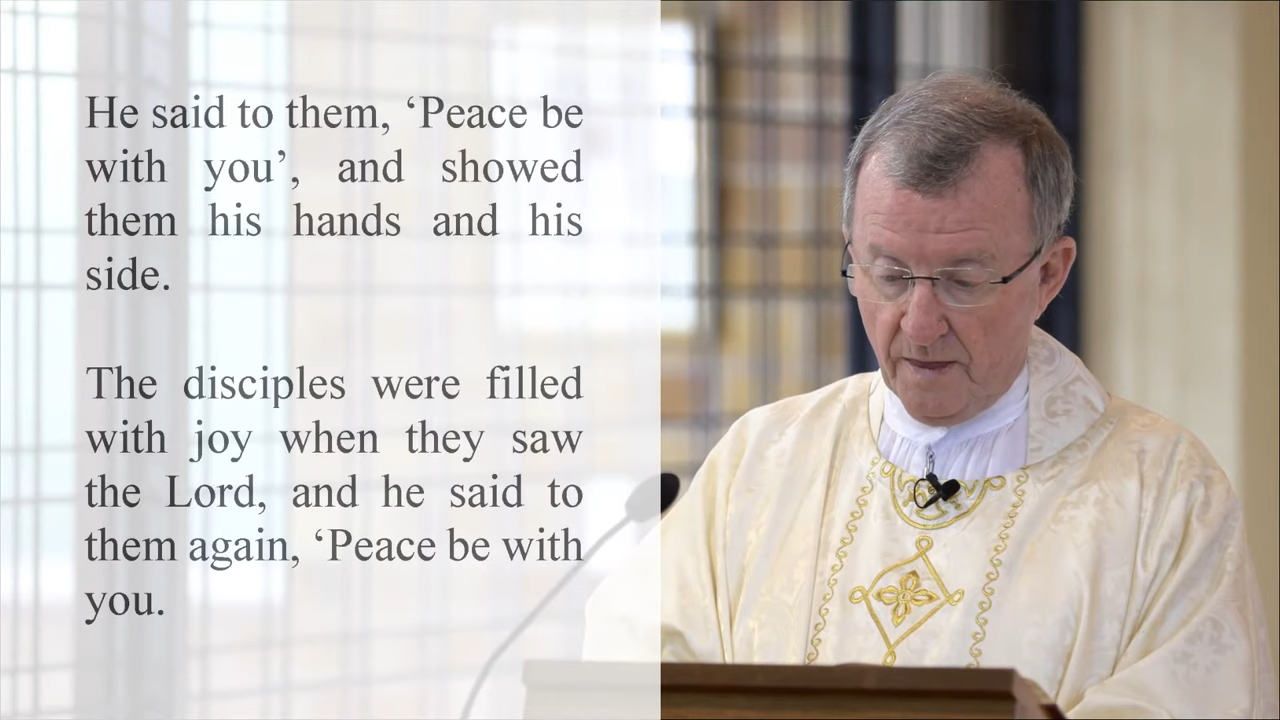 He said to them, ‘Peace be
with you’, and showed
them his hands and his
side.
The disciples were filled
with joy when they saw
the Lord, and he said to
them again, ‘Peace be with
you.